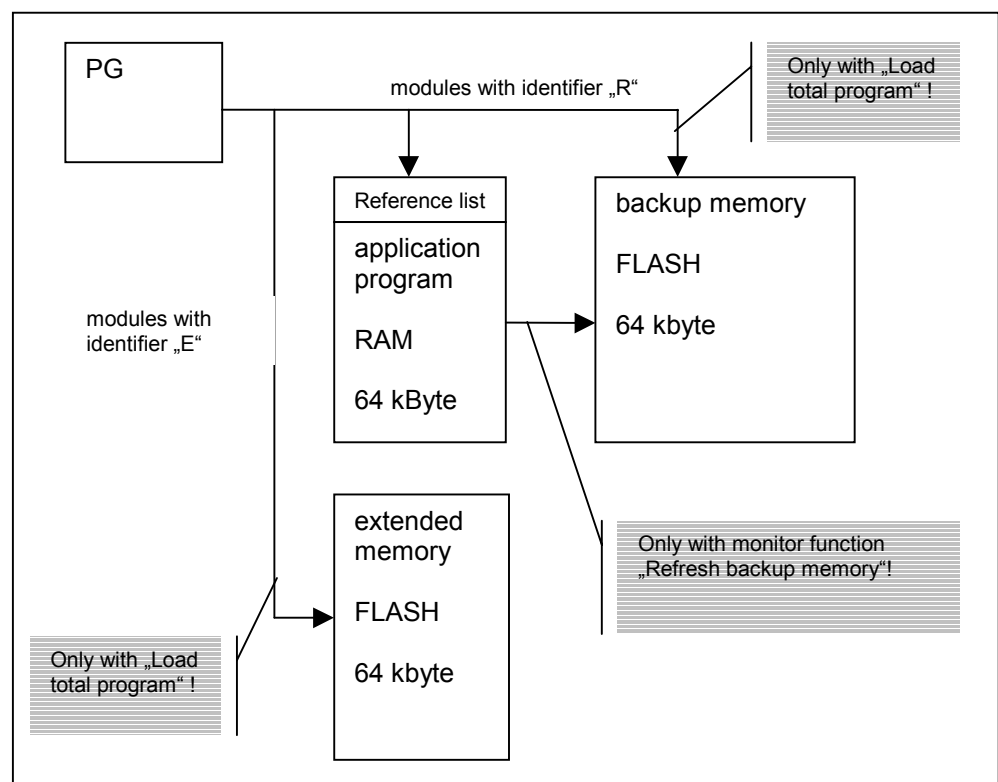 PG
modules with identifier „R“
Only with „Load
total program“ !
Reference list
application
program
RAM
64 kByte
backup memory
FLASH
64 kbyte
modules with
identifier „E“
extended
memory
FLASH
64 kbyte
Only with monitor function
„Refresh backup memory“!
Only with „Load
total program“ !